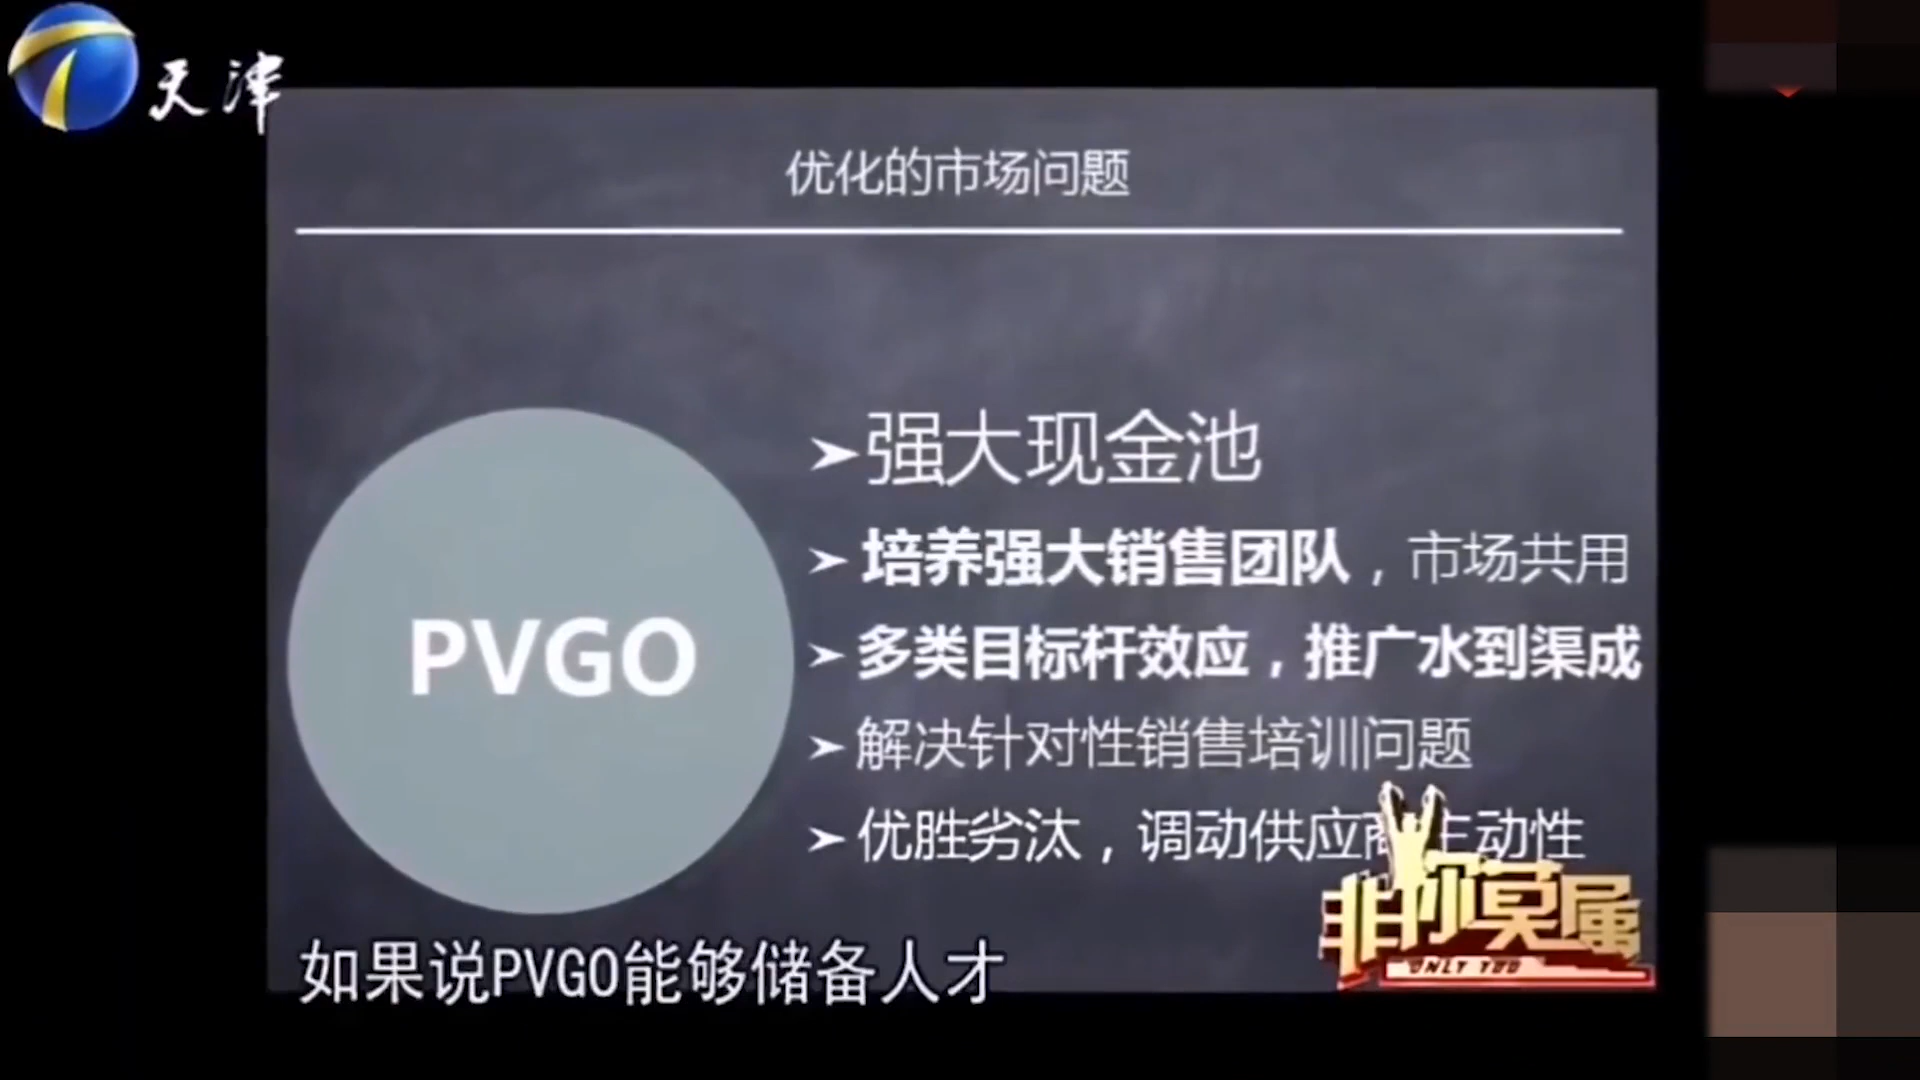 天津
优化的市场问题
➤强大现金池
➤培养强大销售团队，市场共用
PVGO
➤多类目标杆效应，推广水到渠成
➤解决针对性销售培训问题
➤优胜劣汰，调动供应商主动性
非你莫属
ONLY YOU
如果说PVGO能够储备人才